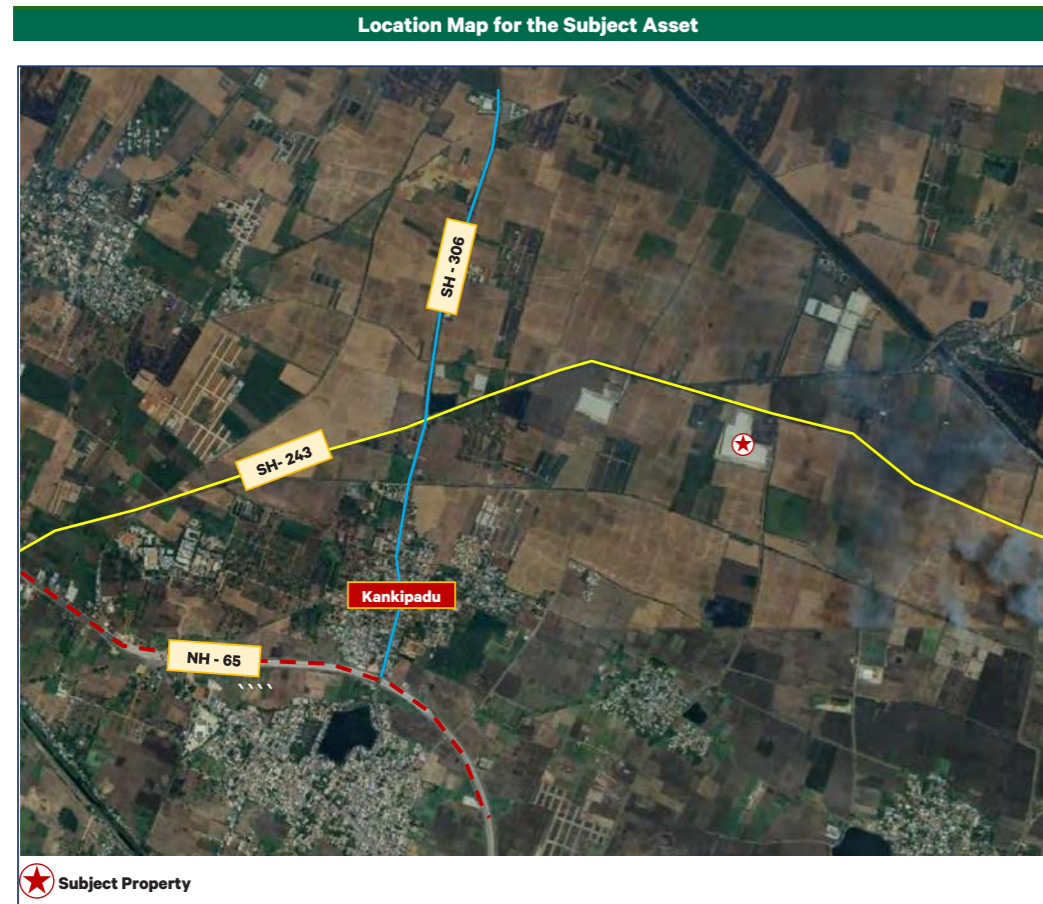 Location Map for the Subject Asset
SH - 306
SH- 243
Kankipadu
NH - 65
Subject Property